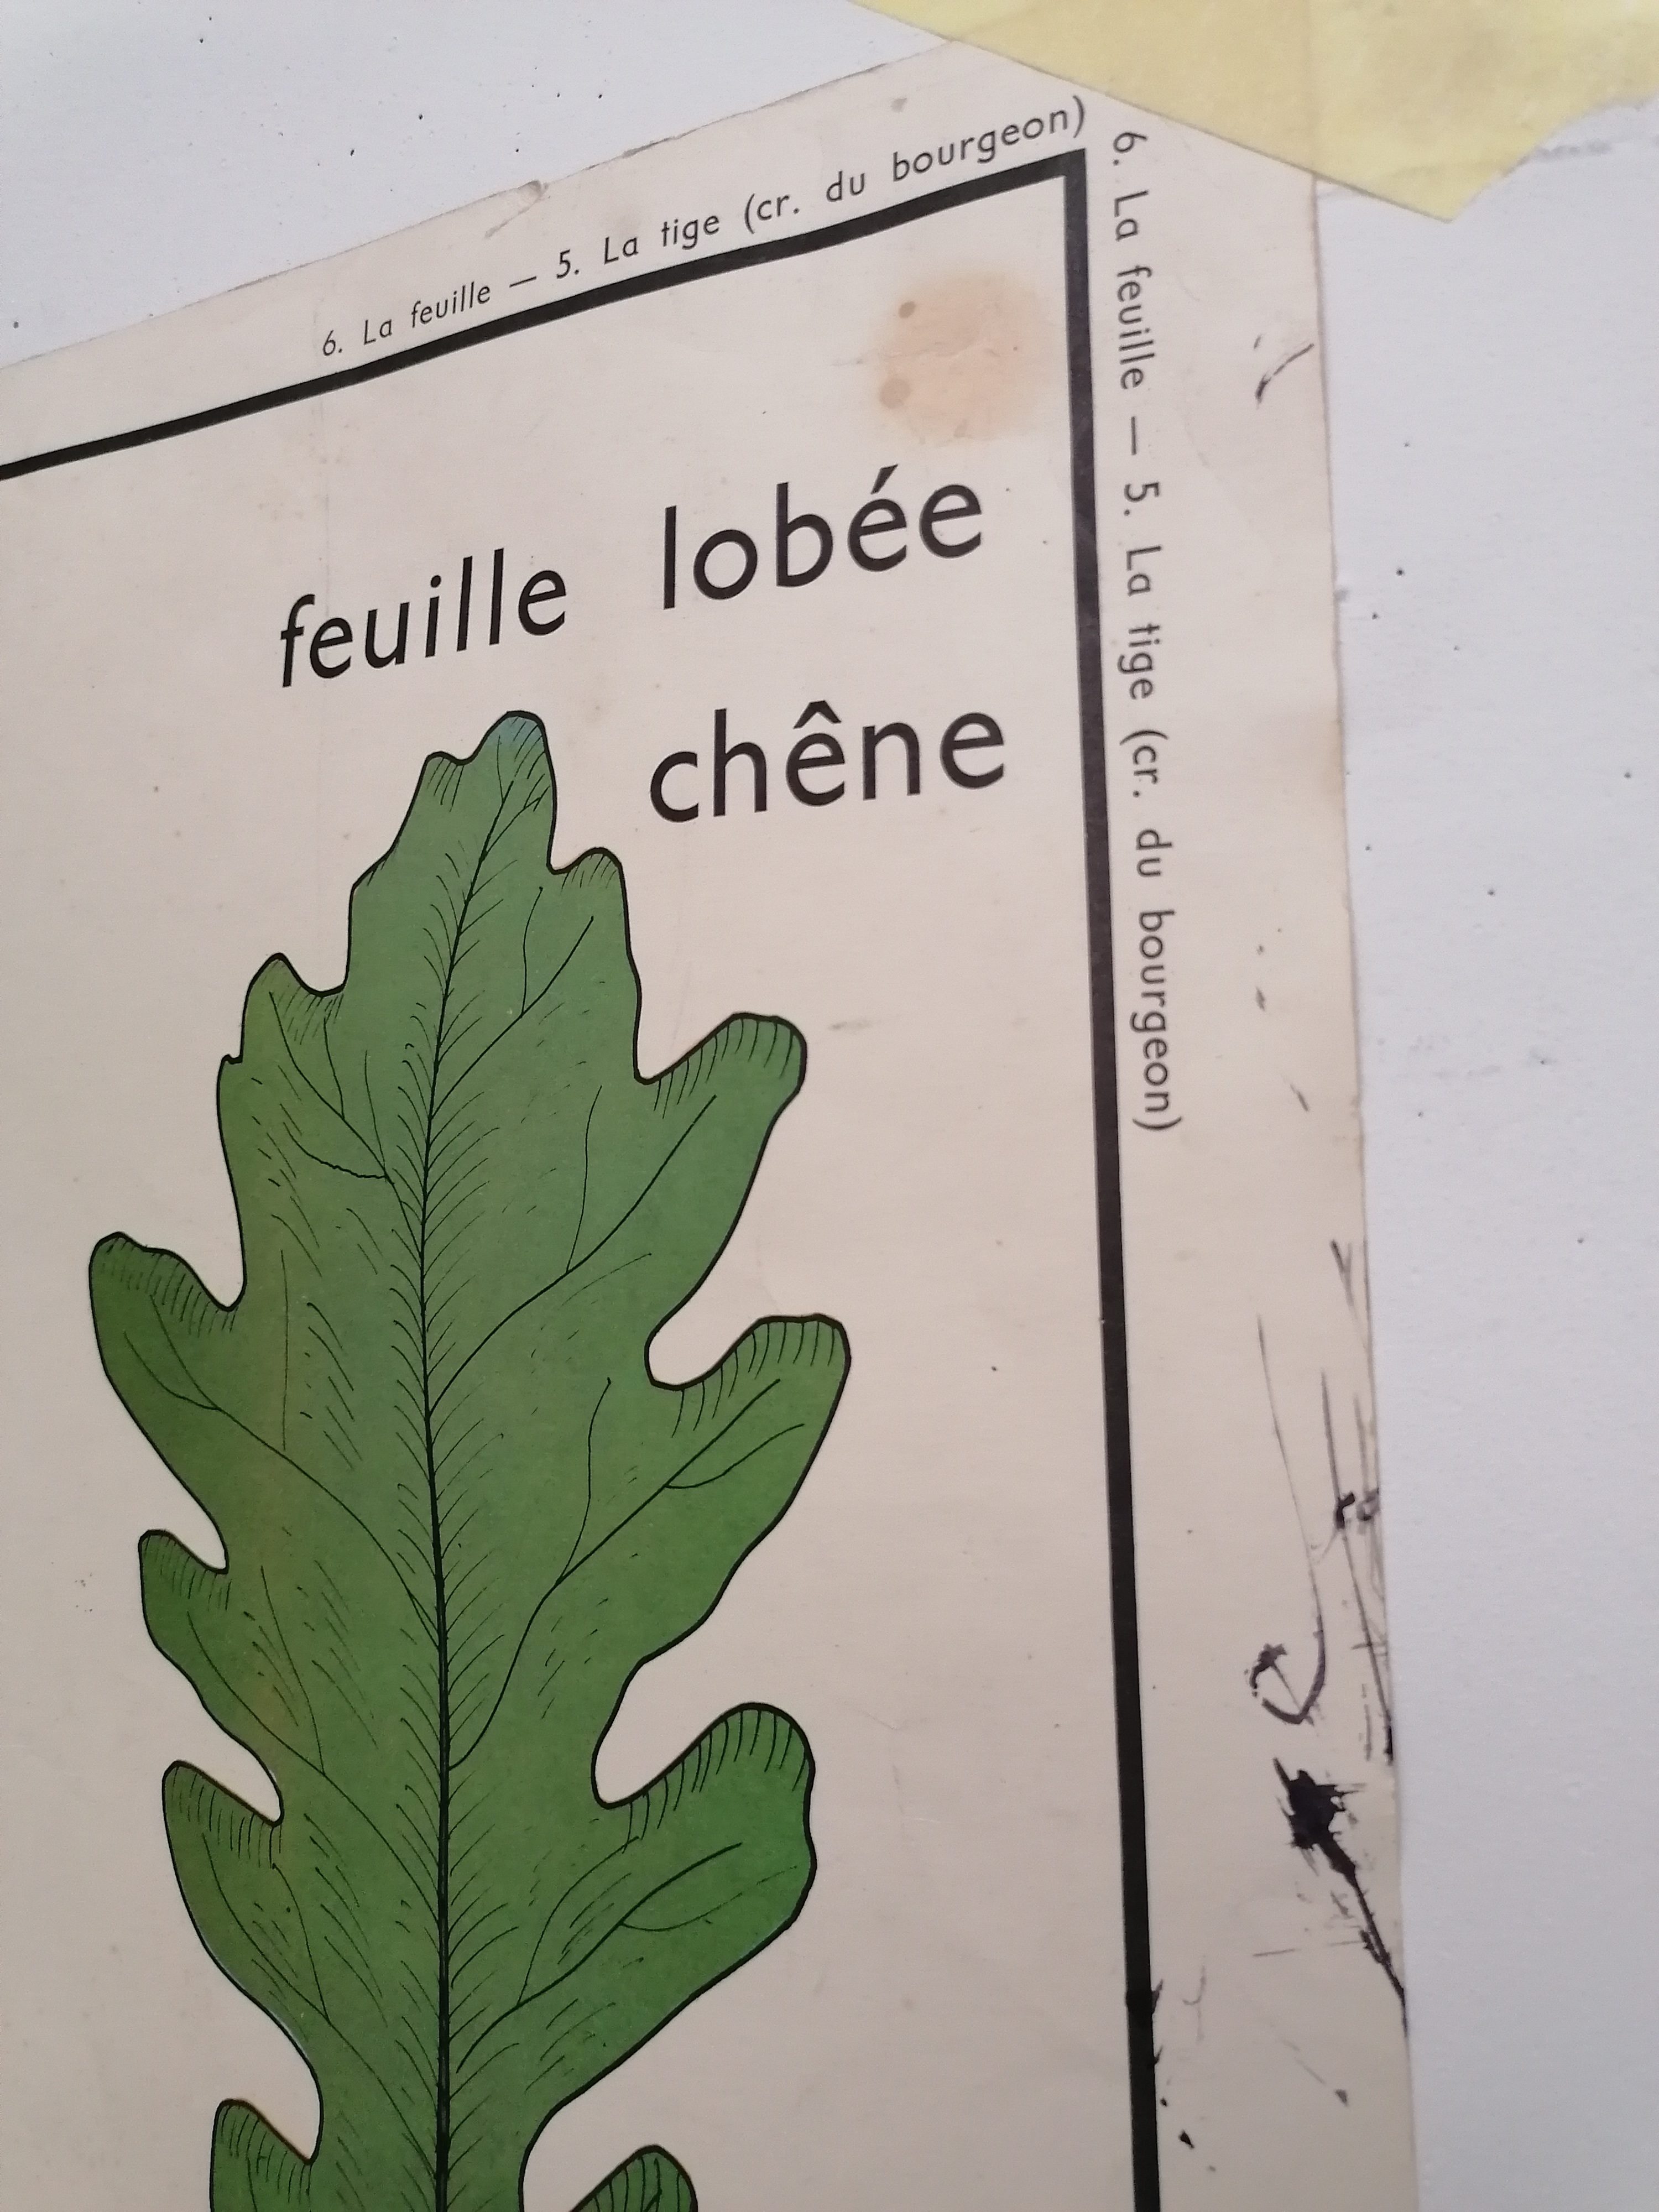 6. La feuille — 5. La tige (cr. du bourgeon)
6. La feuille — 5. La tige (cr. du bourgeon)
feuille lobée
chêne